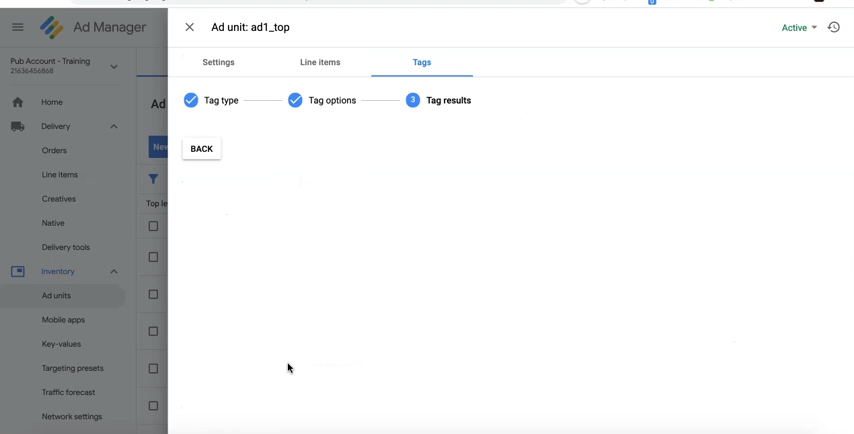 Ad Manager
Ad unit: ad1_top
Active
Pub Account - Training
21636456868
Settings
Line items
Tags
Tag type
Tag options
3
Tag results
Home
Ad
Delivery
BACK
New
Orders
Line items
Creatives
Top le
Native
Delivery tools
Inventory
Ad units
Mobile apps
Key-values
Targeting presets
Traffic forecast
Network settings